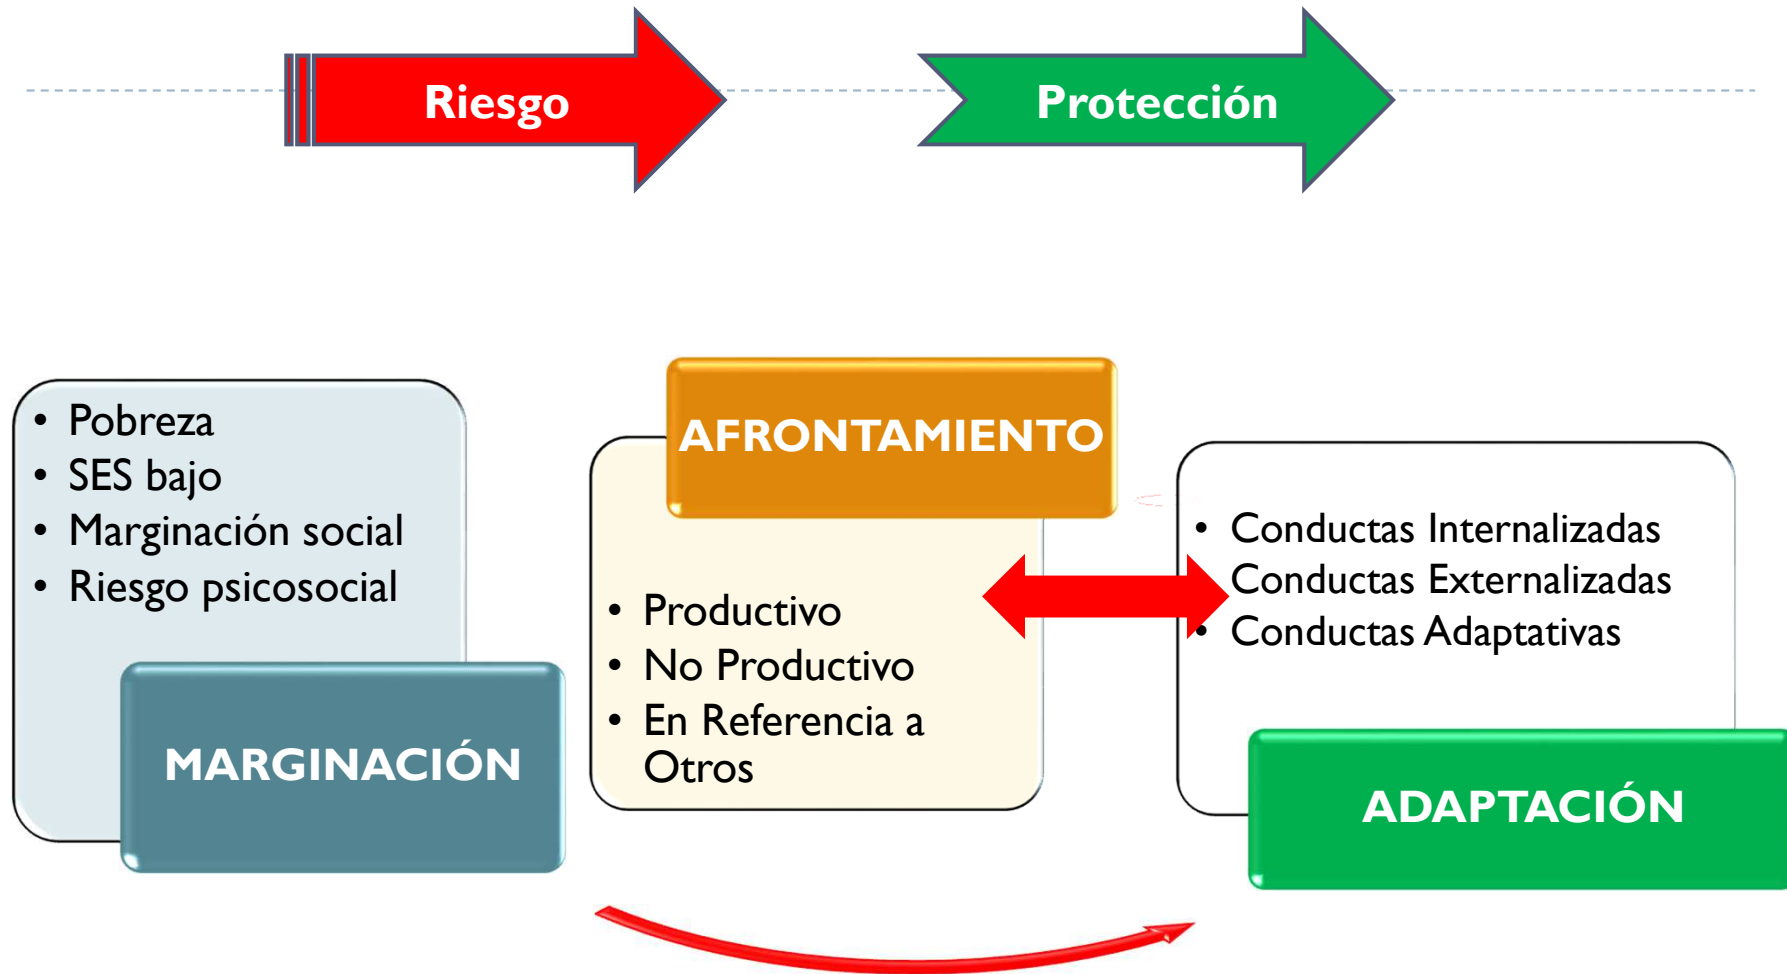 Riesgo
Protección
• Pobreza
• SES bajo
• Marginación social
• Riesgo psicosocial
MARGINACIÓN
AFRONTAMIENTO
• Productivo
• No Productivo
• En Referencia a
Otros
• Conductas Internalizadas
Conductas Externalizadas
• Conductas Adaptativas
ADAPTACIÓN